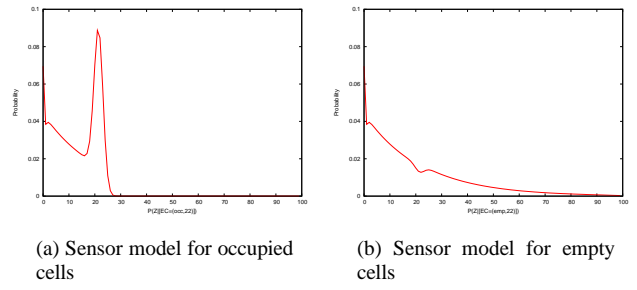 0.1
0.08
0.06
0.04
0.02
0
Probability
0 10 20 30 40 50 60 70 80 90 100
P(Z|[EC=(occ,22)])
0.1
0.08
0.06
0.04
0.02
0
Probability
0 10 20 30 40 50 60 70 80 90 100
P(Z|[EC=(emp,22)])
(a) Sensor model for occupied
cells
(b) Sensor model for empty
cells